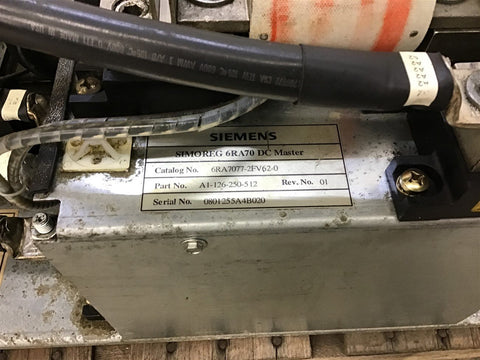 SIEMENS
SIMOREG 6RA70 DC Master
Catalog No. 6RA7077-2FV62-0
Part No. A1-126-250-512 Rev. No. 01
Serial No. 0801255A4B020